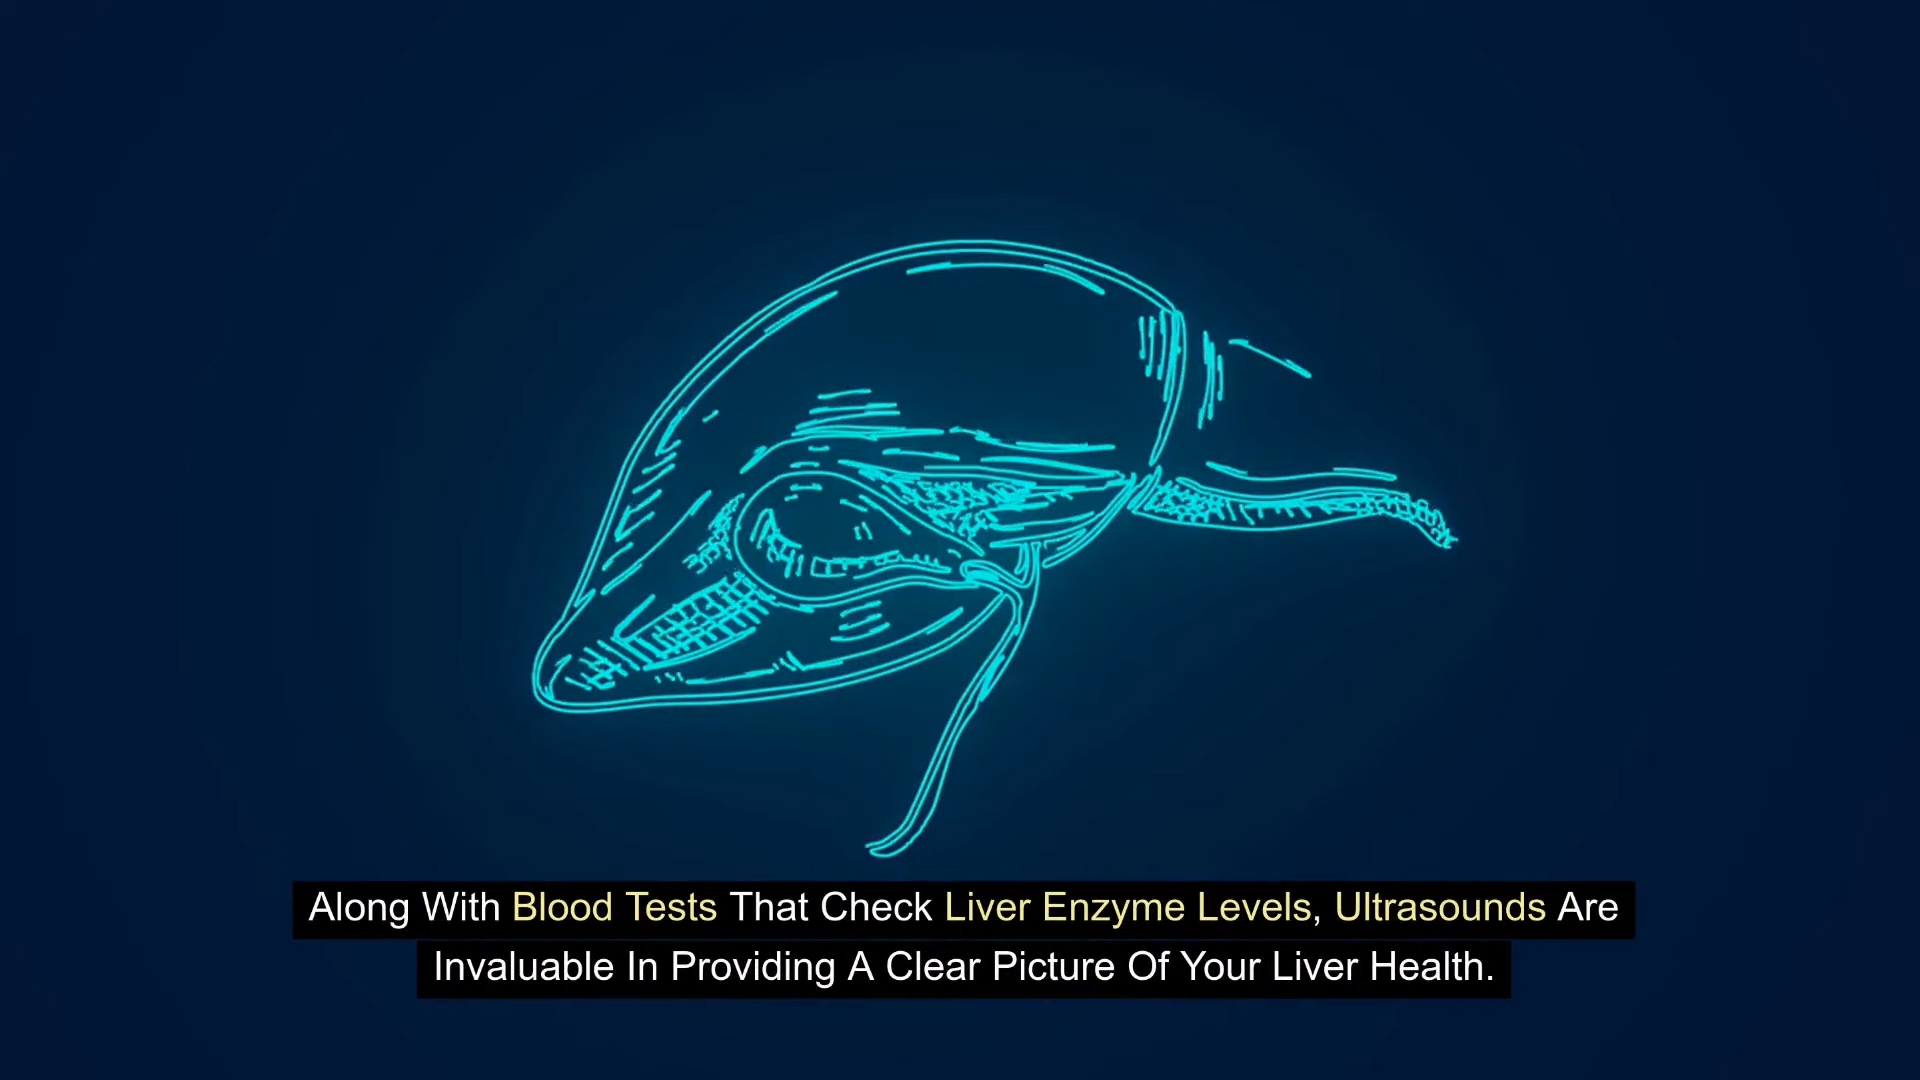 Along With Blood Tests That Check Liver Enzyme Levels, Ultrasounds Are
Invaluable In Providing A Clear Picture Of Your Liver Health.